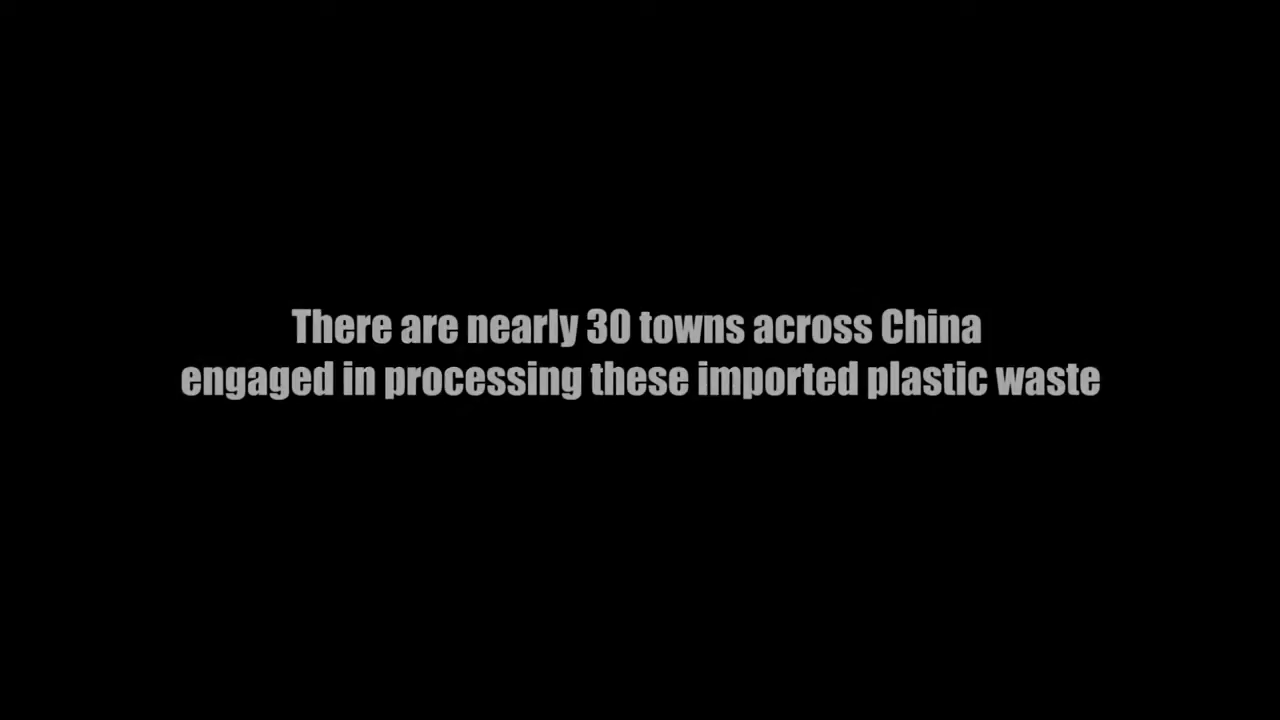 There are nearly 30 towns across China
engaged in processing these imported plastic waste